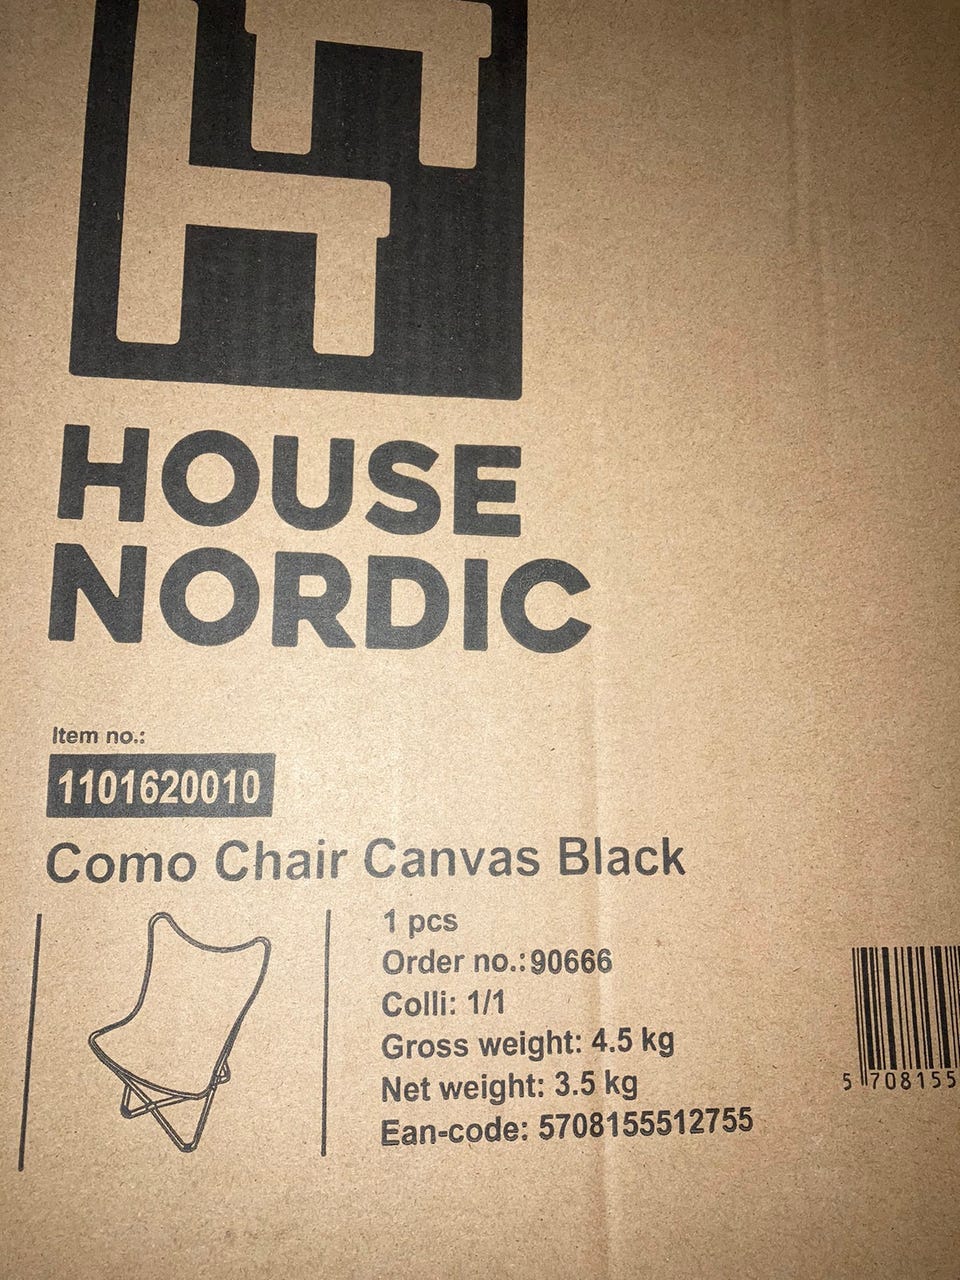 HOUSE
NORDIC
Item no.:
1101620010
Como Chair Canvas Black
1 pcs
Order no.:90666
Colli: 1/1
Gross weight: 4.5 kg
Net weight: 3.5 kg
Ean-code: 5708155512755
5 708155